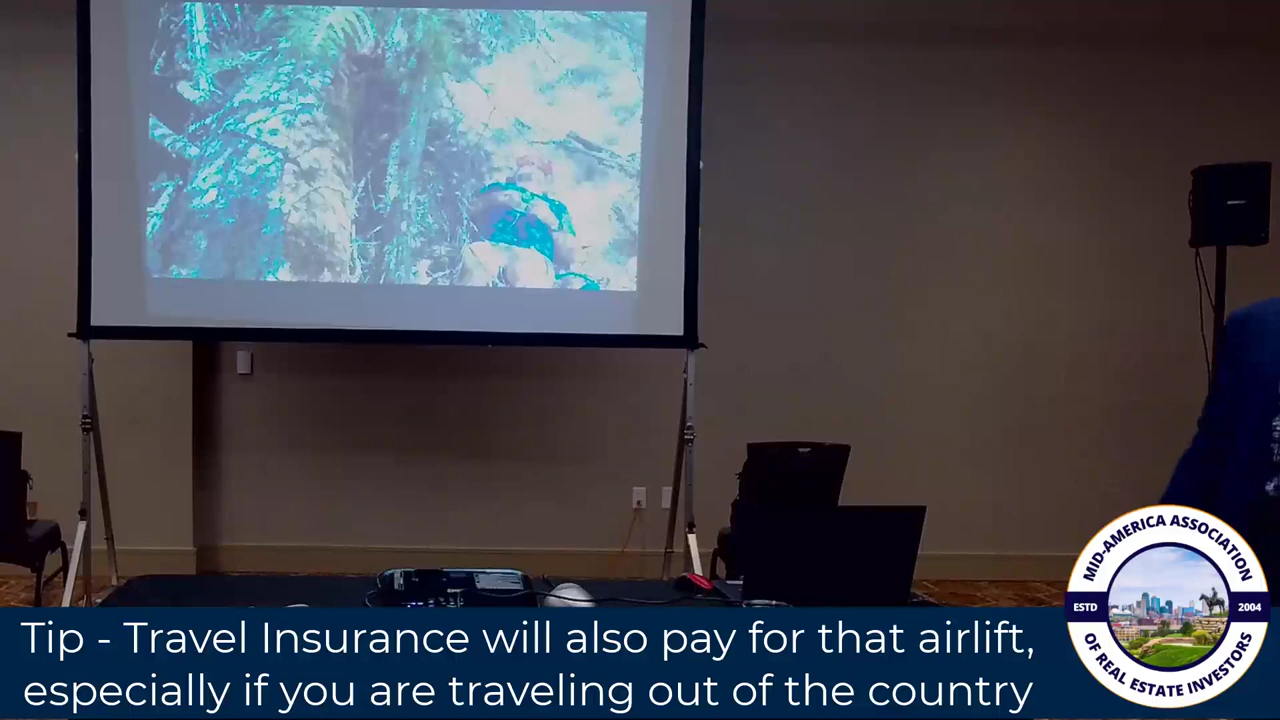 Tip - Travel Insurance will also pay for that airlift,
especially if you are traveling out of the country
MID-AMERICA ASSOCIATION
ESTD 2004
OF REAL ESTATE INVESTORS